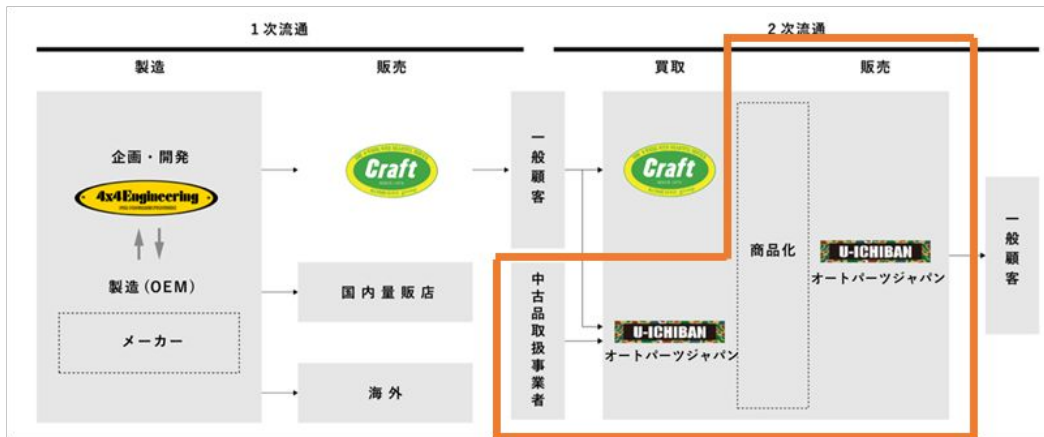 1次流通
2次流通
製造
販売
買取
販売
企画・開発
4x4Engineering
製造(OEM)
メーカー
Craft
国内量販店
海外
一般顧客
中古品取扱事業者
Craft
U-ICHIBAN
オートパーツジャパン
商品化
U-ICHIBAN
オートパーツジャパン
一般顧客